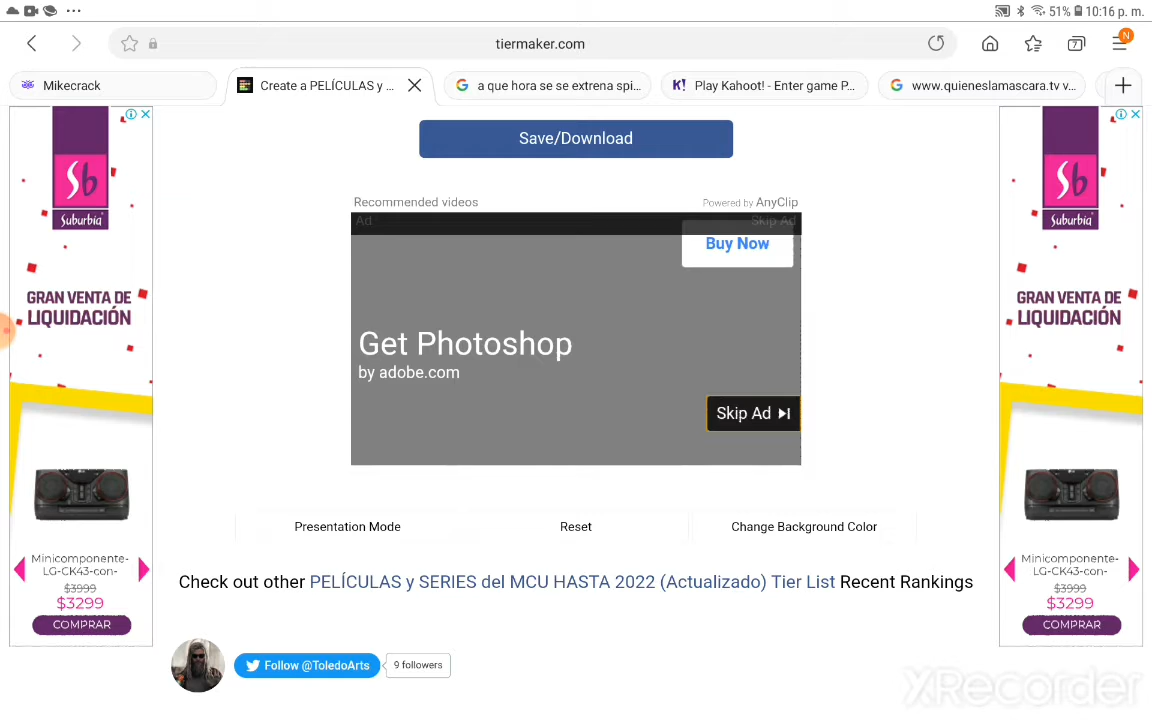 51% 10:16 p. m.
tiermaker.com
7
N
Mikecrack
Create a PELÍCULAS y ...
a que hora se se extrena spi...
K! Play Kahoot! - Enter game P...
www.quieneslamascara.tv v...
Sb
Suburbia
GRAN VENTA DE
LIQUIDACIÓN
Minicomponente-
LG-CK43-con-
$3999
$3299
COMPRAR
Save/Download
Recommended videos
Powered by AnyClip
Ad
Skip Ad
Buy Now
Get Photoshop
by adobe.com
Skip Ad
Presentation Mode
Reset
Change Background Color
Check out other PELÍCULAS y SERIES del MCU HASTA 2022 (Actualizado) Tier List Recent Rankings
Follow @ToledoArts
9 followers
Sb
Suburbia
GRAN VENTA DE
LIQUIDACIÓN
Minicomponente-
LG-CK43-con-
$3999
$3299
COMPRAR
XRecorder